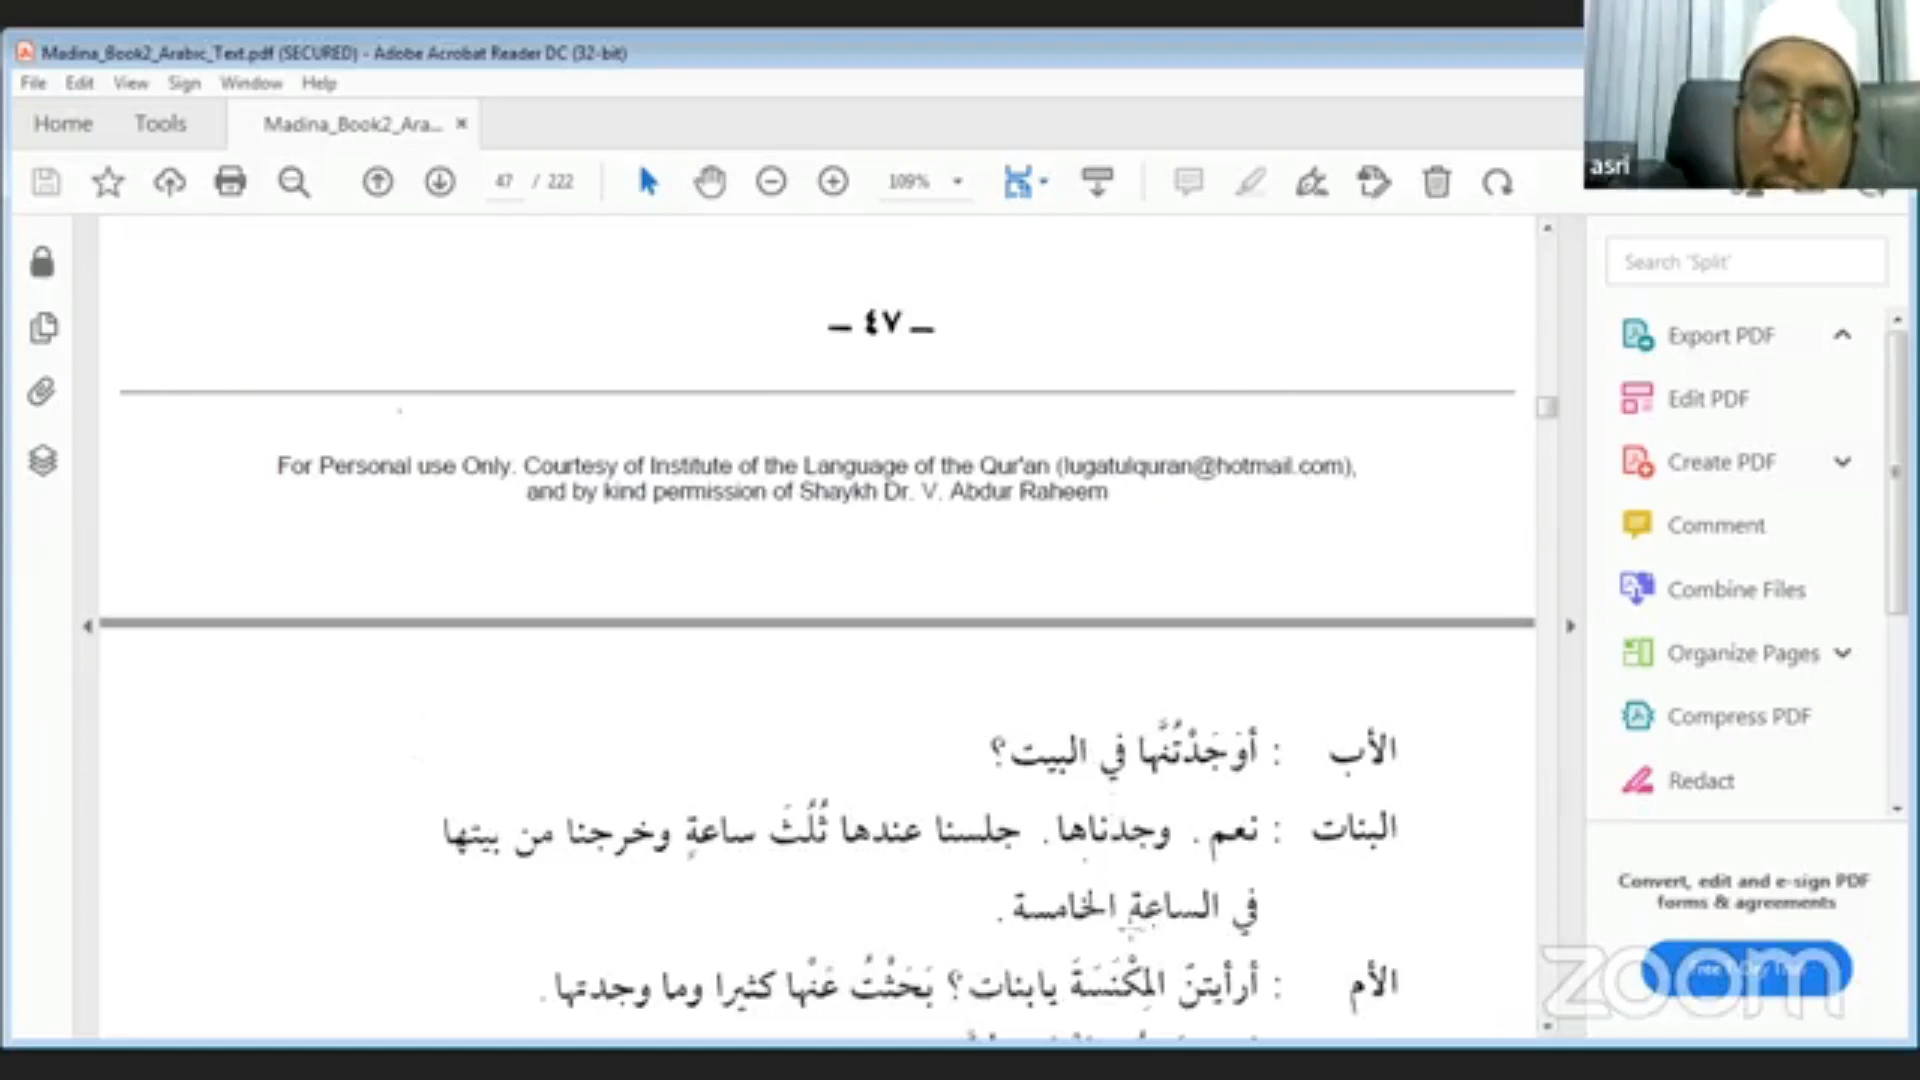 Madina_Book2_Arabic_Text.pdf (SECURED) - Adobe Acrobat Reader DC (32-bit)
File Edit View Sign Window Help
Home Tools Madina_Book2_Ara... ×
47 / 222 109%
asri
Search 'Split'
Export PDF
Edit PDF
Create PDF
Comment
Combine Files
Organize Pages
Compress PDF
Redact
Convert, edit and e-sign PDF
forms & agreements
zoom
— ٤٧ —
For Personal use Only. Courtesy of Institute of the Language of the Qur'an (lugatulquran@hotmail.com),
and by kind permission of Shaykh Dr. V. Abdur Raheem
الأب : أوَجَدْتُنَّها في البيت؟
البنات : نعم. وجدناها. جلسنا عندها ثُلُثَ ساعةٍ وخرجنا من بيتها
في الساعةِ الخامسة.
الأم : أرأيتنّ المِكْنَسَةَ يابنات؟ بَحَثْتُ عَنْها كثيرا وما وجدتها.